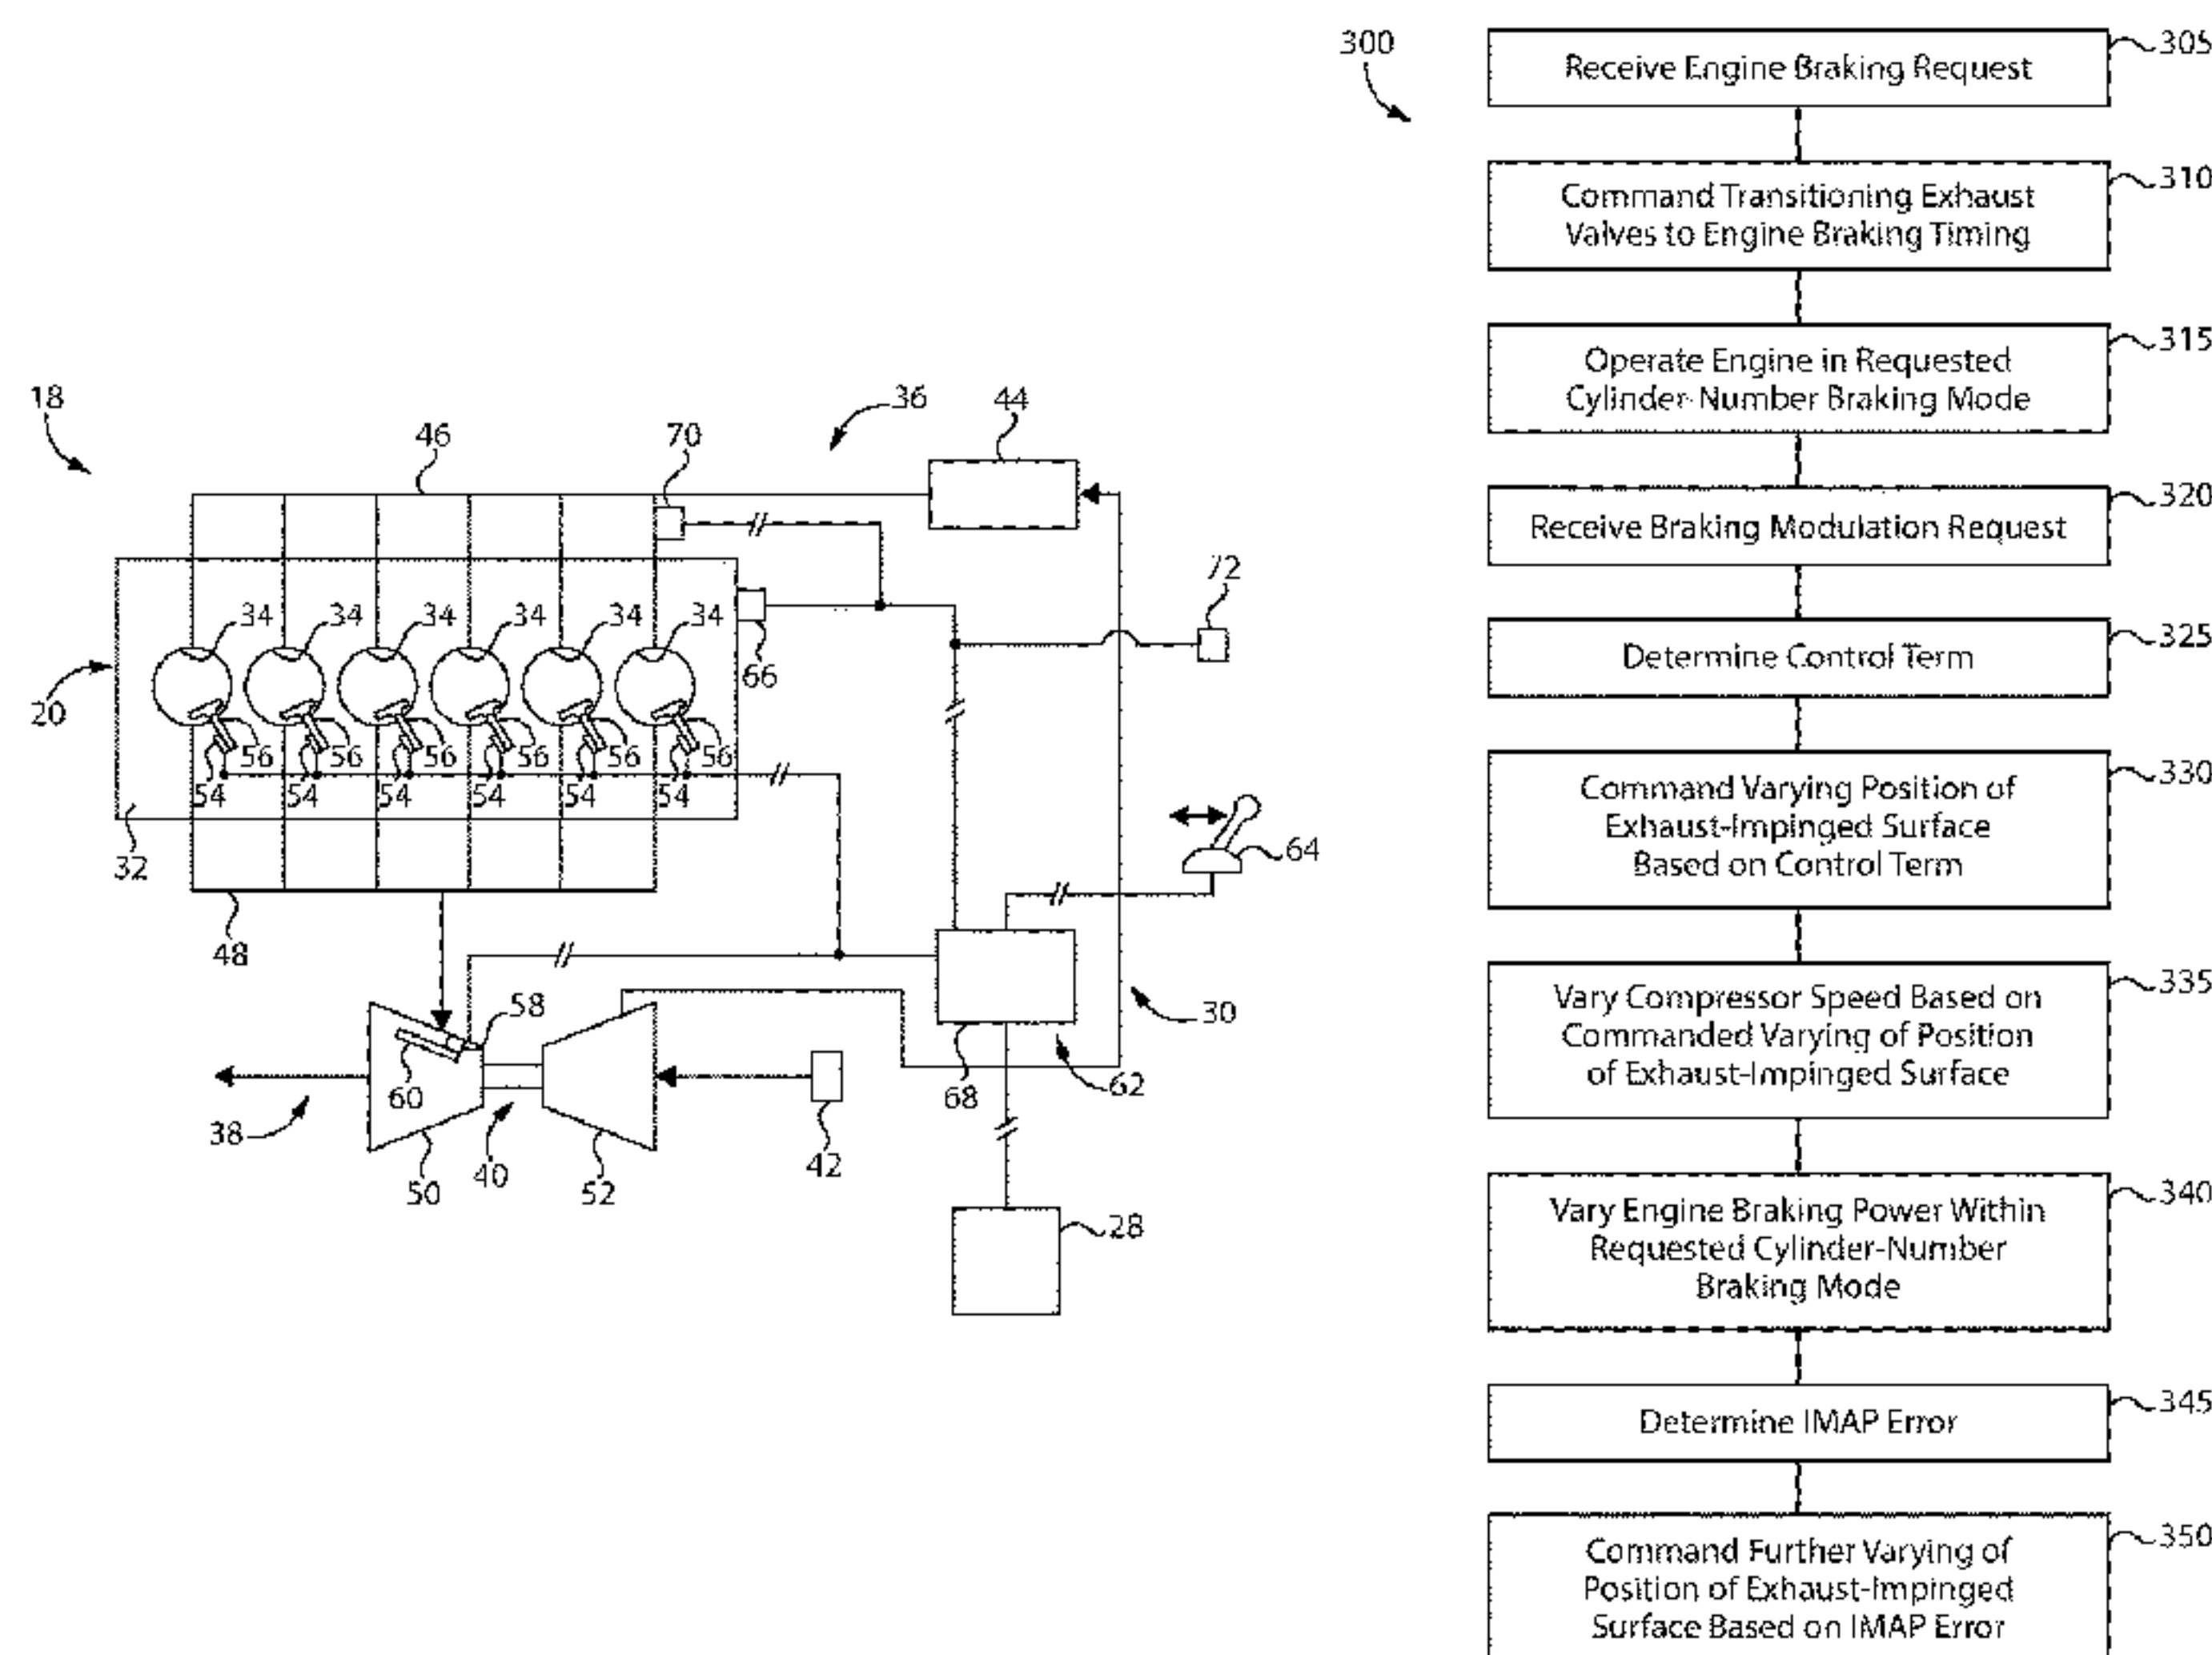 18
36
44
46
70
72
34 34 34 34 34 34
66
20
56 56 56 56 56 56
54 54 54 54 54 54
32
64
48
58
30
60
68
62
38
40
42
50
52
28
300
Receive Engine Braking Request
305
Command Transitioning Exhaust
Valves to Engine Braking Timing
310
Operate Engine in Requested
Cylinder-Number Braking Mode
315
Receive Braking Modulation Request
320
Determine Control Term
325
Command Varying Position of
Exhaust-Impinged Surface
Based on Control Term
330
Vary Compressor Speed Based on
Commanded Varying of Position
of Exhaust-Impinged Surface
335
Vary Engine Braking Power Within
Requested Cylinder-Number
Braking Mode
340
Determine IMAP Error
345
Command Further Varying of
Position of Exhaust-Impinged
Surface Based on IMAP Error
350